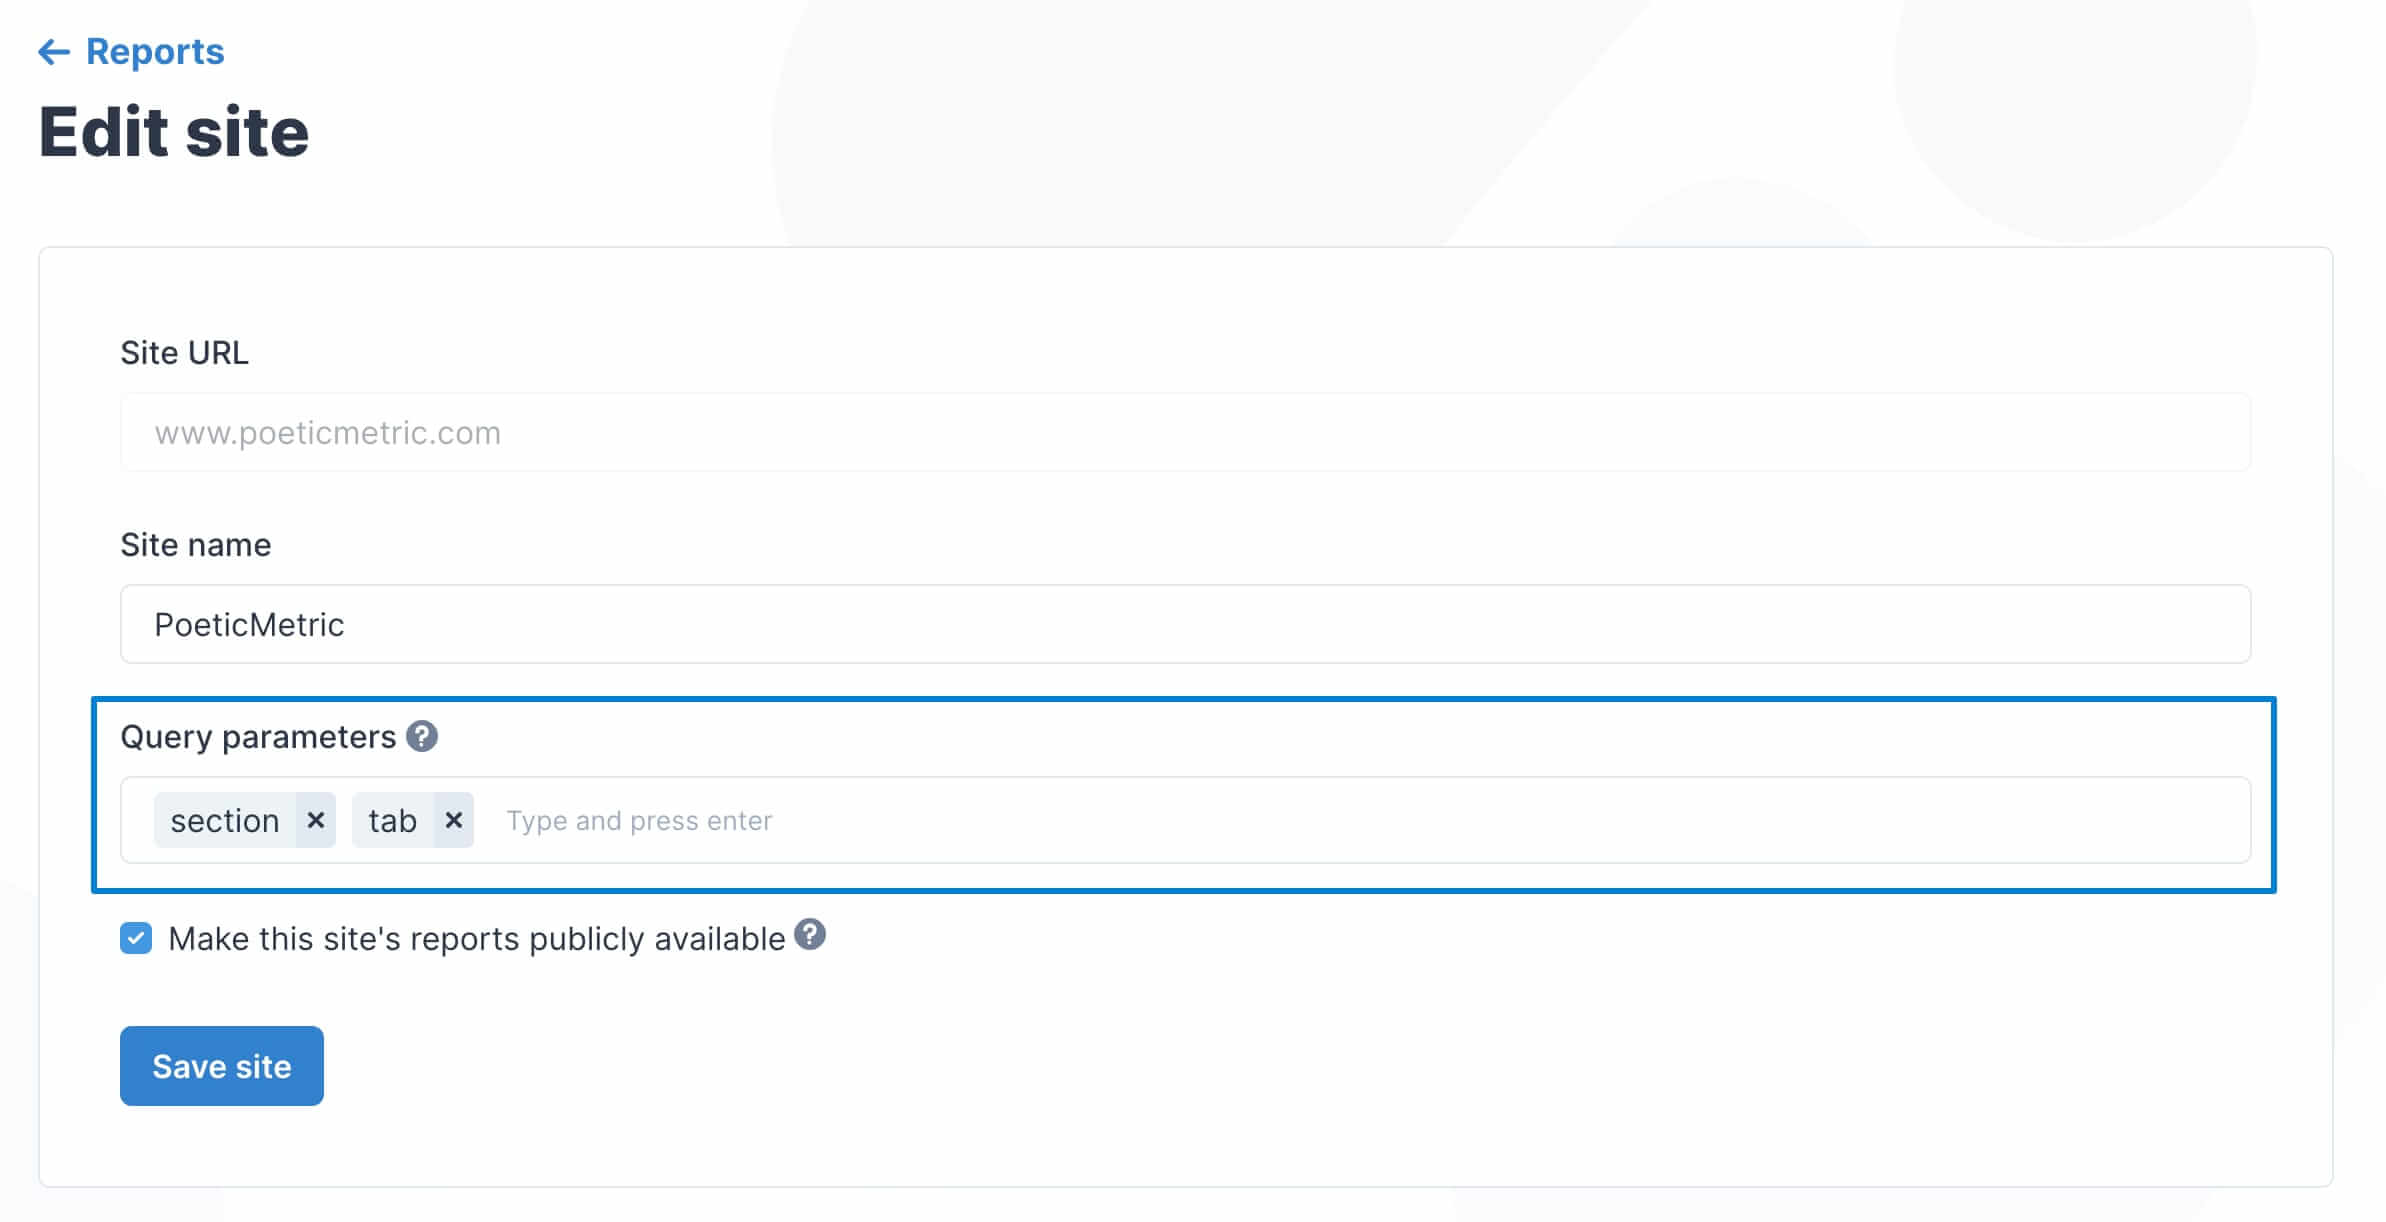 ← Reports
Edit site
Site URL
www.poeticmetric.com
Site name
PoeticMetric
Query parameters ?
section × tab × Type and press enter
Make this site's reports publicly available ?
Save site